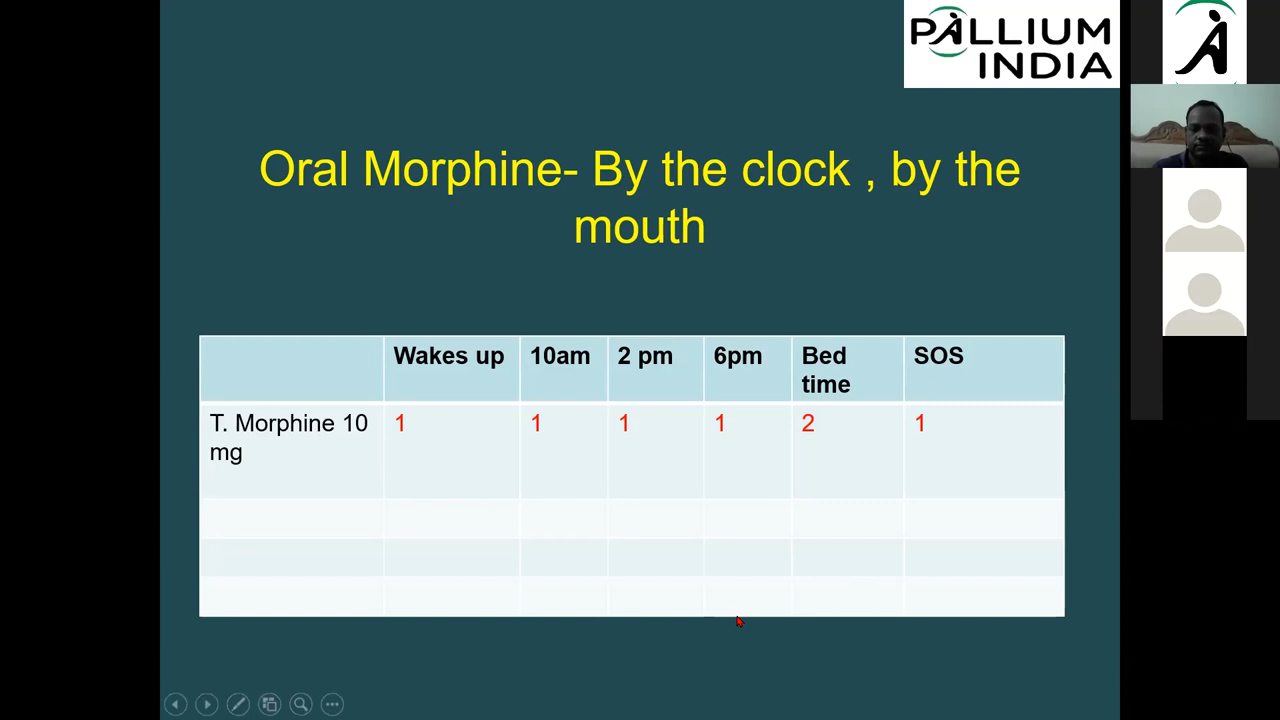 PALLIUM
INDIA
Oral Morphine- By the clock , by the
mouth
Wakes up 10am 2 pm 6pm Bed time SOS
T. Morphine 10 mg 1 1 1 1 2 1